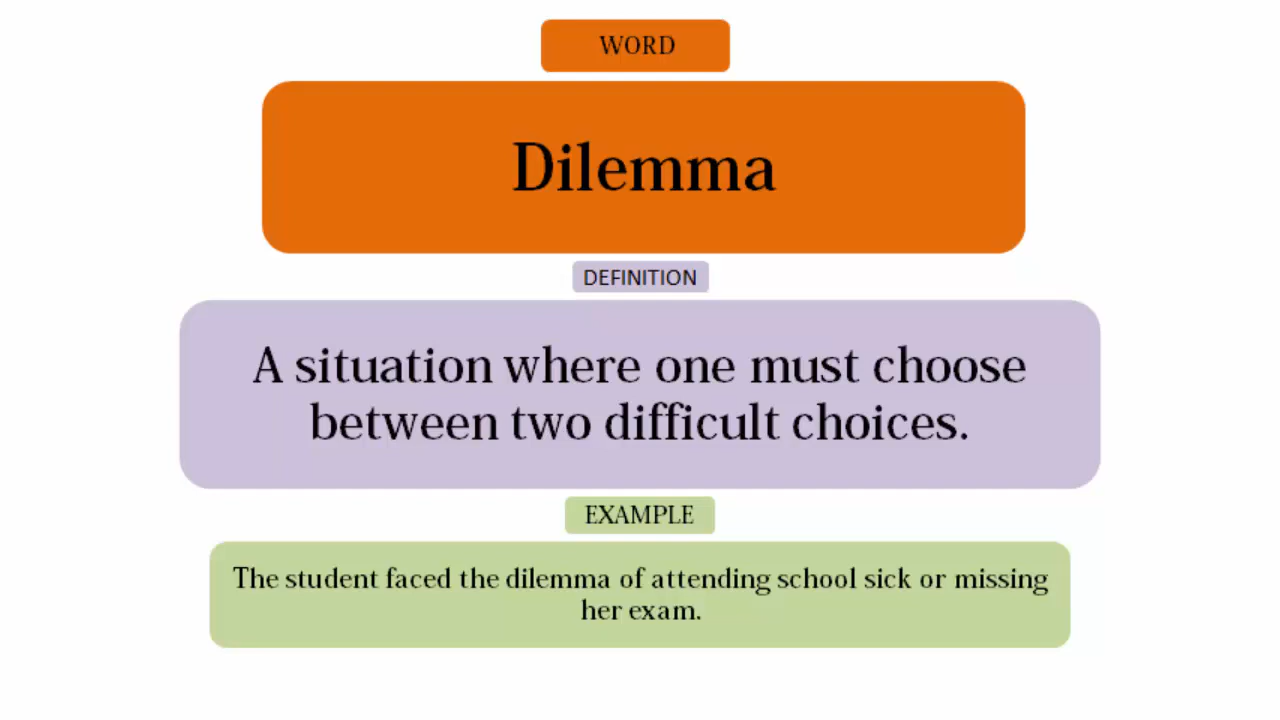 WORD
Dilemma
DEFINITION
A situation where one must choose
between two difficult choices.
EXAMPLE
The student faced the dilemma of attending school sick or missing
her exam.